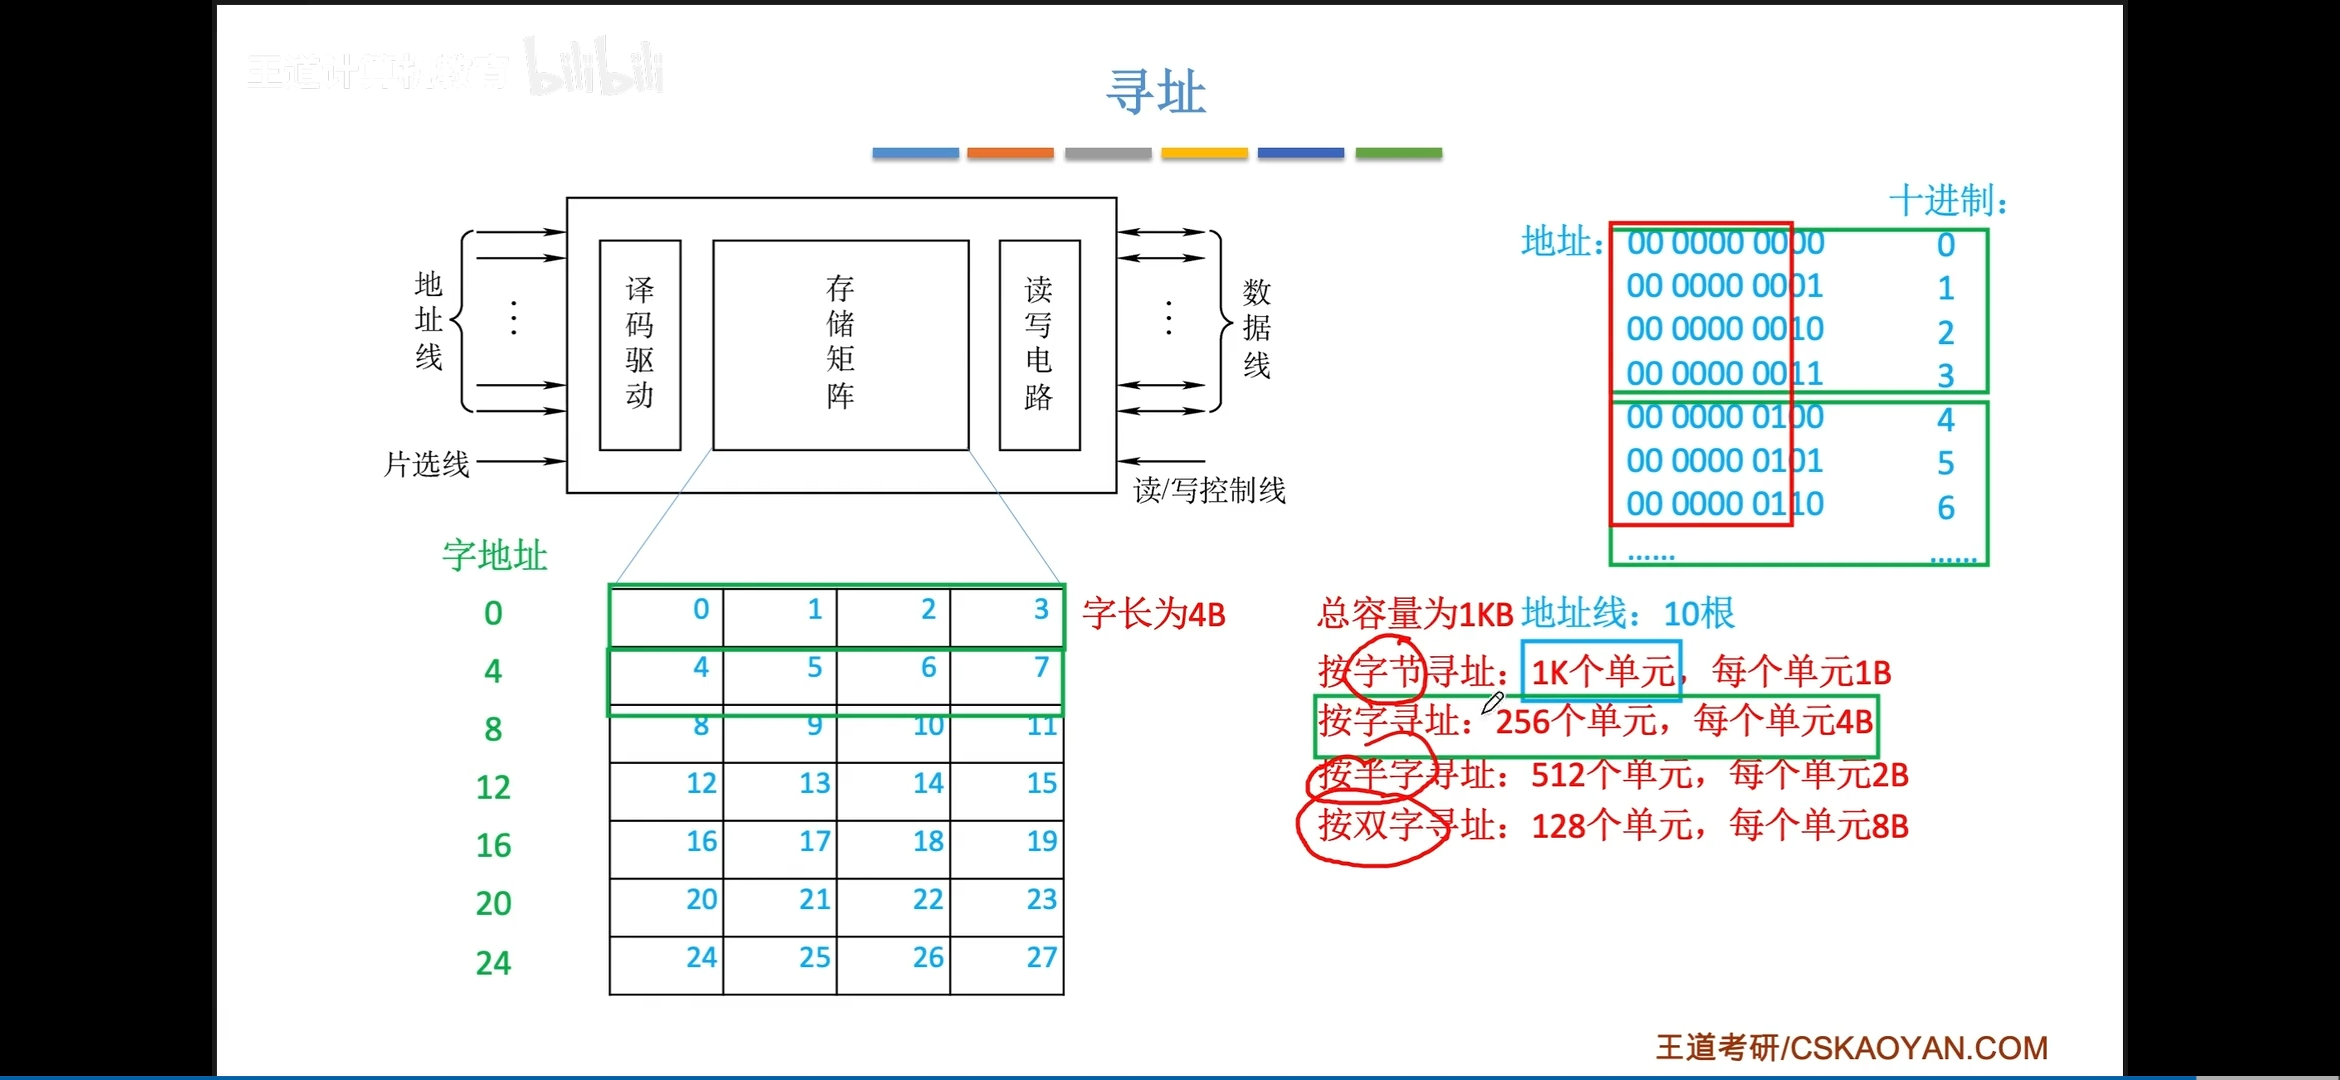 王道计算机教育 bilibili
寻址
十进制：
地址：
00 0000 0000 0
00 0000 0001 1
00 0000 0010 2
00 0000 0011 3
00 0000 0100 4
00 0000 0101 5
00 0000 0110 6
...... ......
地址线
译码驱动
存储矩阵
读写电路
数据线
片选线
读/写控制线
字地址
0 0 1 2 3 字长为4B
4 4 5 6 7
8 8 9 10 11
12 12 13 14 15
16 16 17 18 19
20 20 21 22 23
24 24 25 26 27
总容量为1KB 地址线：10根
按字节寻址：1K个单元，每个单元1B
按字寻址：256个单元，每个单元4B
按半字寻址：512个单元，每个单元2B
按双字寻址：128个单元，每个单元8B
王道考研/CSKAOYAN.COM